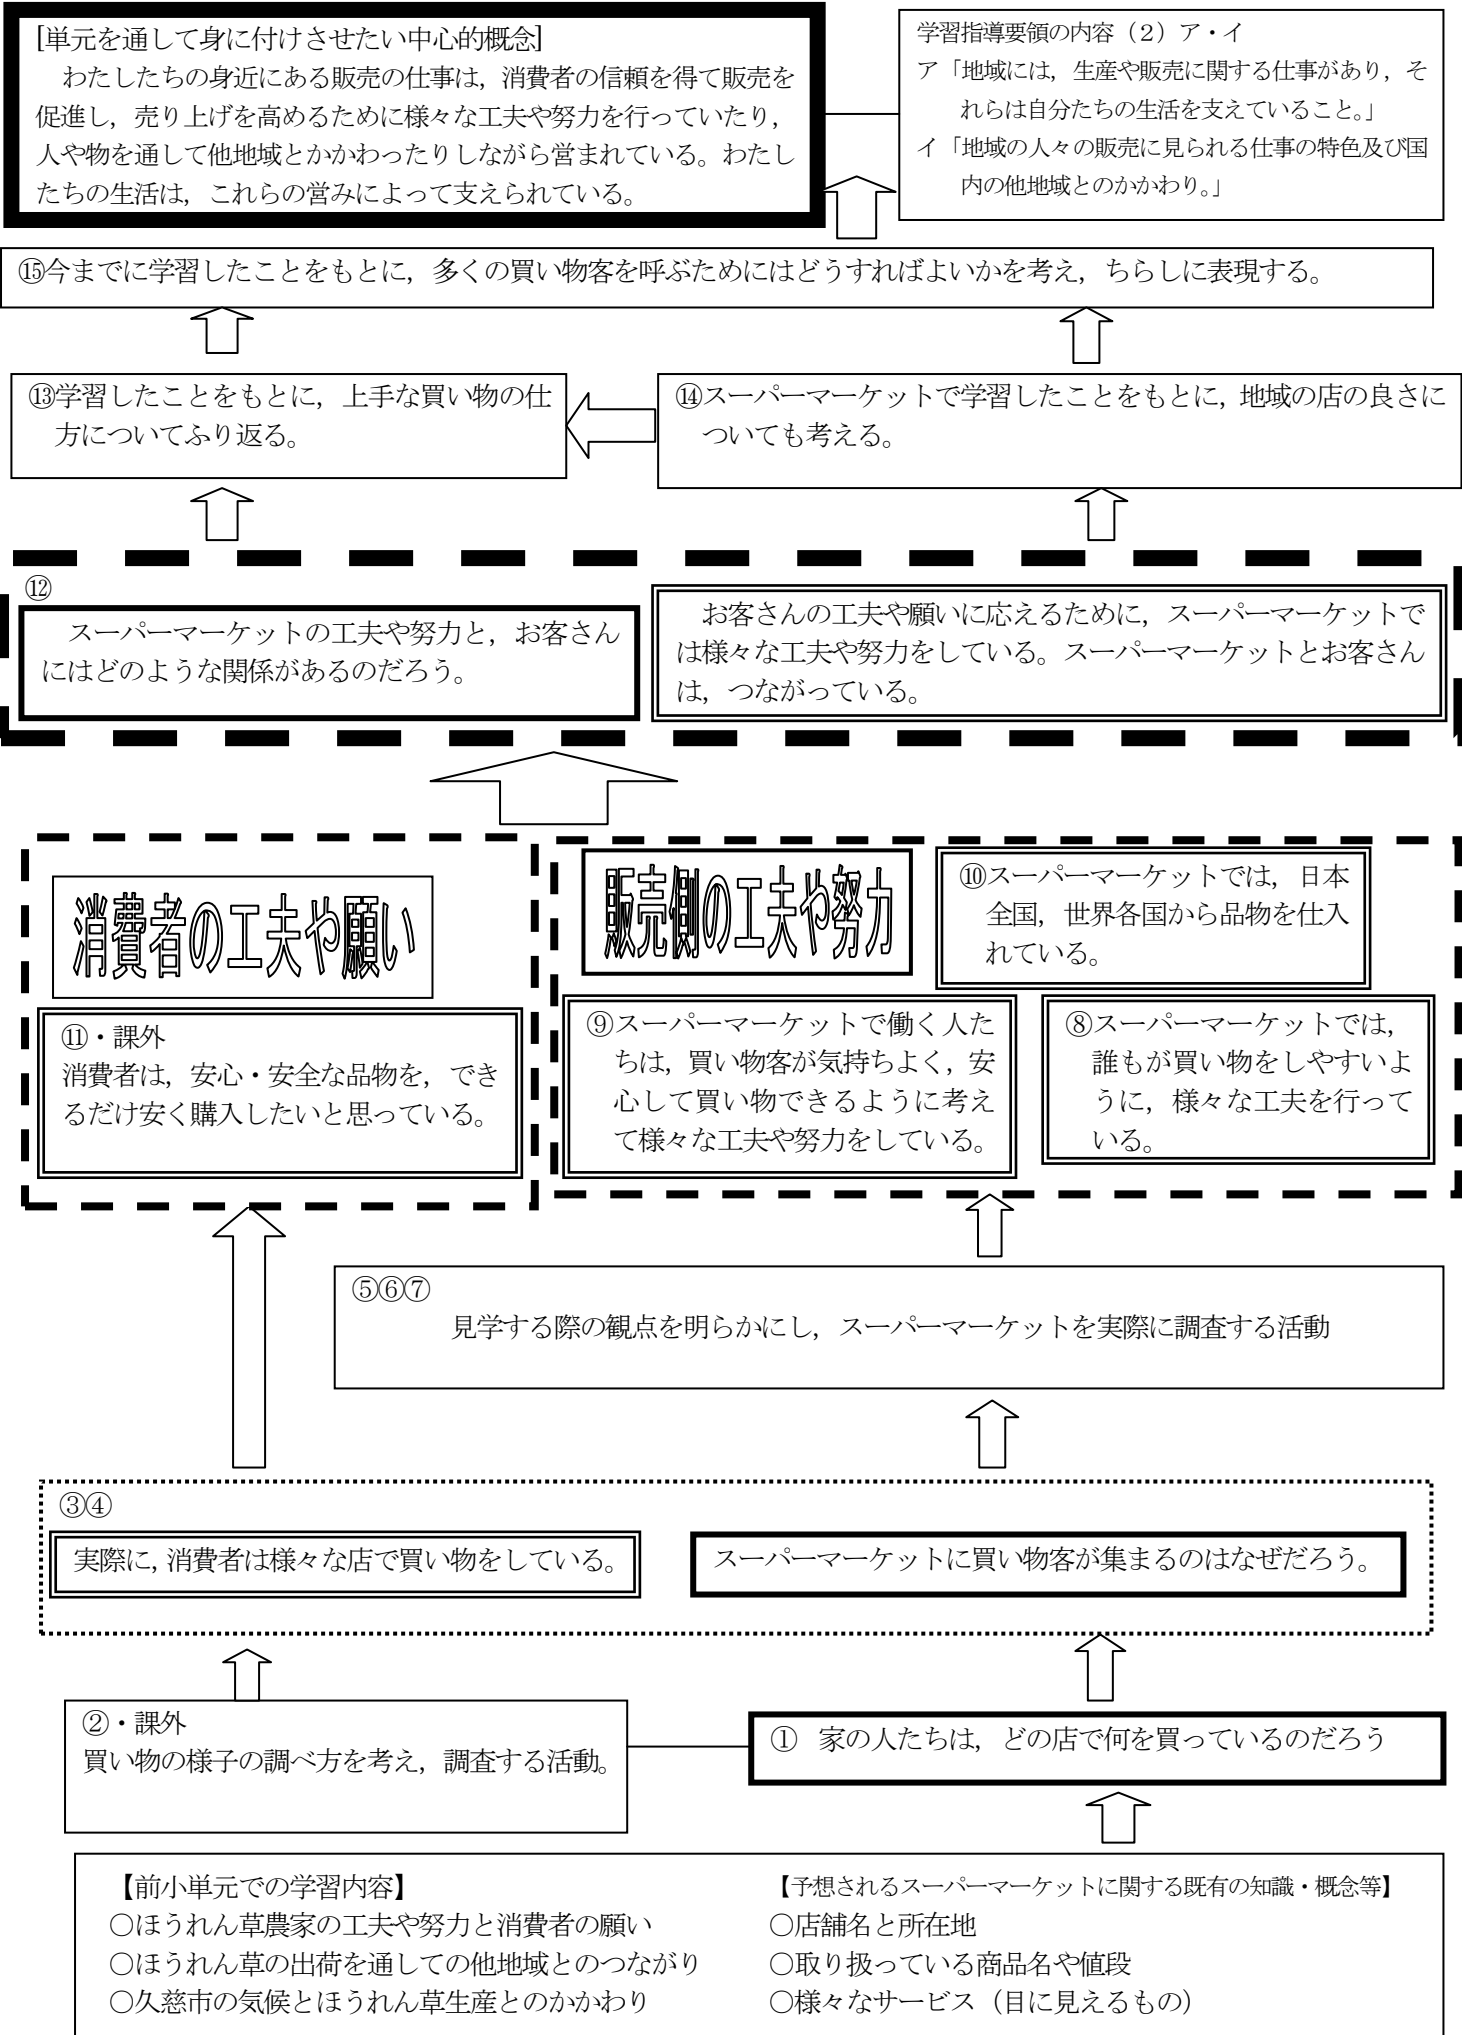 [単元を通して身に付けさせたい中心的概念]
わたしたちの身近にある販売の仕事は，消費者の信頼を得て販売を
促進し，売り上げを高めるために様々な工夫や努力を行っていたり，
人や物を通して他地域とかかわったりしながら営まれている。わたし
たちの生活は，これらの営みによって支えられている。
学習指導要領の内容（２）ア・イ
ア「地域には，生産や販売に関する仕事があり，そ
れらは自分たちの生活を支えていること。」
イ「地域の人々の販売に見られる仕事の特色及び国
内の他地域とのかかわり。」
⑮今までに学習したことをもとに，多くの買い物客を呼ぶためにはどうすればよいかを考え，ちらしに表現する。
⑬学習したことをもとに，上手な買い物の仕
方についてふり返る。
⑭スーパーマーケットで学習したことをもとに，地域の店の良さに
ついても考える。
⑫
スーパーマーケットの工夫や努力と，お客さん
にはどのような関係があるのだろう。
お客さんの工夫や願いに応えるために，スーパーマーケットで
は様々な工夫や努力をしている。スーパーマーケットとお客さん
は，つながっている。
消費者の工夫や願い
⑪・課外
消費者は，安心・安全な品物を，でき
るだけ安く購入したいと思っている。
販売側の工夫や努力
⑩スーパーマーケットでは，日本
全国，世界各国から品物を仕入
れている。
⑨スーパーマーケットで働く人た
ちは，買い物客が気持ちよく，安
心して買い物できるように考え
て様々な工夫や努力をしている。
⑧スーパーマーケットでは，
誰もが買い物をしやすいよ
うに，様々な工夫を行って
いる。
⑤⑥⑦
見学する際の観点を明らかにし，スーパーマーケットを実際に調査する活動
③④
実際に，消費者は様々な店で買い物をしている。
スーパーマーケットに買い物客が集まるのはなぜだろう。
②・課外
買い物の様子の調べ方を考え，調査する活動。
① 家の人たちは，どの店で何を買っているのだろう
【前小単元での学習内容】
○ほうれん草農家の工夫や努力と消費者の願い
○ほうれん草の出荷を通しての他地域とのつながり
○久慈市の気候とほうれん草生産とのかかわり
【予想されるスーパーマーケットに関する既有の知識・概念等】
○店舗名と所在地
○取り扱っている商品名や値段
○様々なサービス（目に見えるもの）